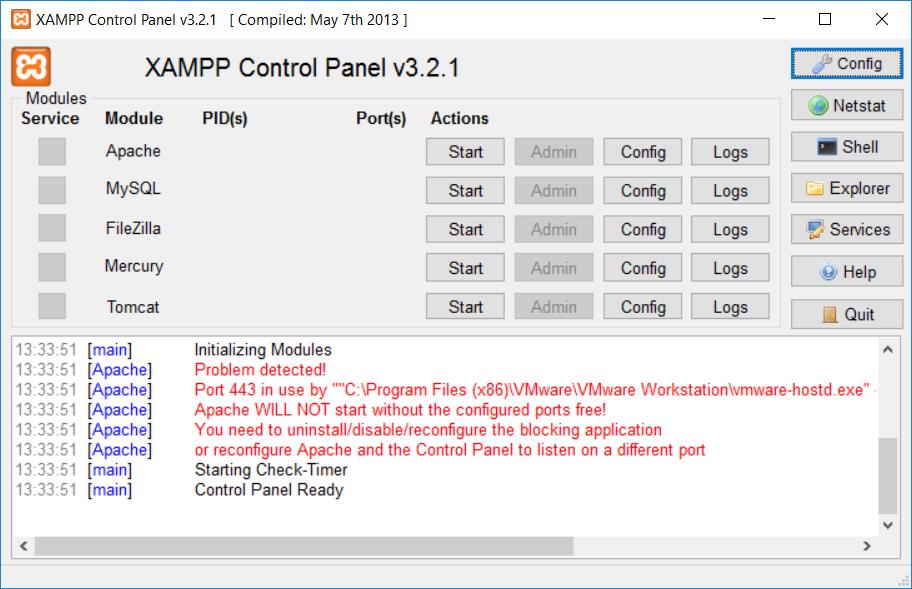 XAMPP Control Panel v3.2.1 [ Compiled: May 7th 2013 ]
XAMPP Control Panel v3.2.1
Config
Modules
Service Module PID(s) Port(s) Actions
Netstat
Apache Start Admin Config Logs
Shell
MySQL Start Admin Config Logs
Explorer
FileZilla Start Admin Config Logs
Services
Mercury Start Admin Config Logs
Help
Tomcat Start Admin Config Logs
Quit
13:33:51 [main] Initializing Modules
13:33:51 [Apache] Problem detected!
13:33:51 [Apache] Port 443 in use by ""C:\Program Files (x86)\VMware\VMware Workstation\vmware-hostd.exe" -
13:33:51 [Apache] Apache WILL NOT start without the configured ports free!
13:33:51 [Apache] You need to uninstall/disable/reconfigure the blocking application
13:33:51 [Apache] or reconfigure Apache and the Control Panel to listen on a different port
13:33:51 [main] Starting Check-Timer
13:33:51 [main] Control Panel Ready